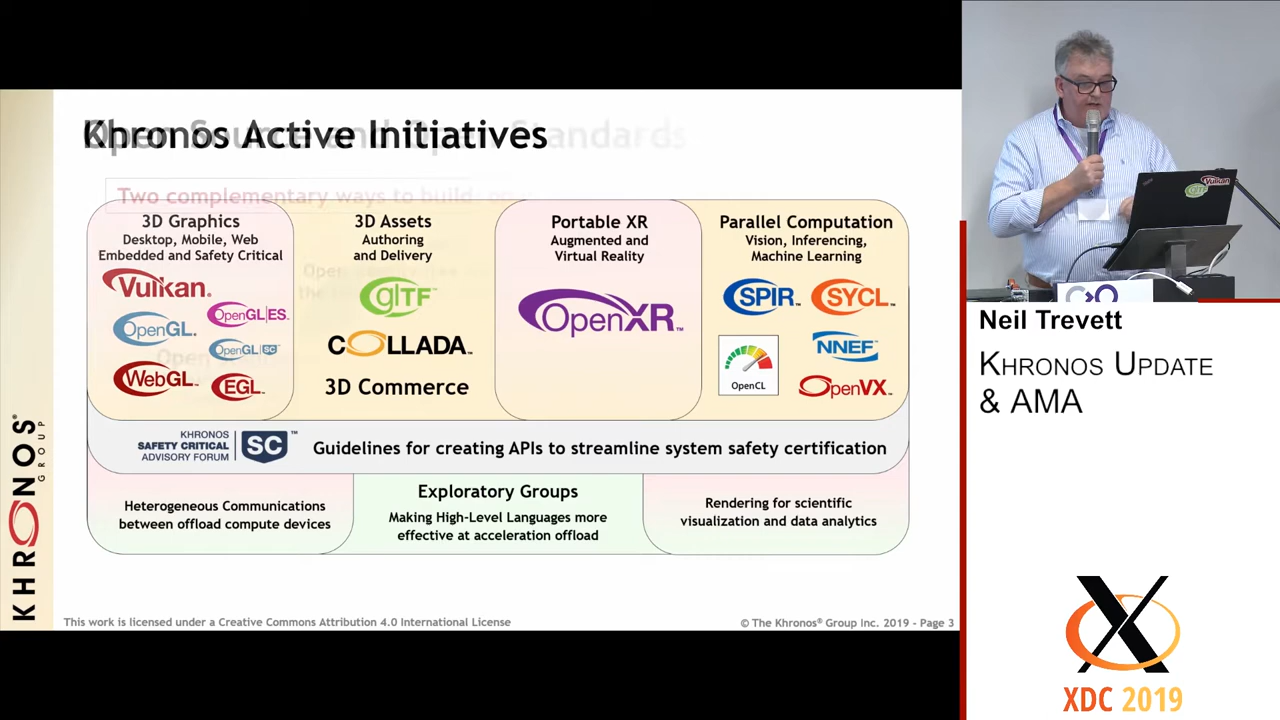 Khronos Active Initiatives
Two complementary ways to build
3D Graphics
Desktop, Mobile, Web
Embedded and Safety Critical
Vulkan
OpenGL
OpenGL|ES
OpenGL|SC
WebGL
EGL
3D Assets
Authoring
and Delivery
glTF
COLLADA
3D Commerce
Portable XR
Augmented and
Virtual Reality
OpenXR
Parallel Computation
Vision, Inferencing,
Machine Learning
SPIR
SYCL
OpenCL
NNEF
OpenVX
KHRONOS
SAFETY CRITICAL
ADVISORY FORUM
SC
Guidelines for creating APIs to streamline system safety certification
Heterogeneous Communications
between offload compute devices
Exploratory Groups
Making High-Level Languages more
effective at acceleration offload
Rendering for scientific
visualization and data analytics
KHRONOS
GROUP
This work is licensed under a Creative Commons Attribution 4.0 International License
© The Khronos® Group Inc. 2019 - Page 3
Vulkan
glTF
Neil Trevett
KHRONOS UPDATE
& AMA
X
XDC 2019